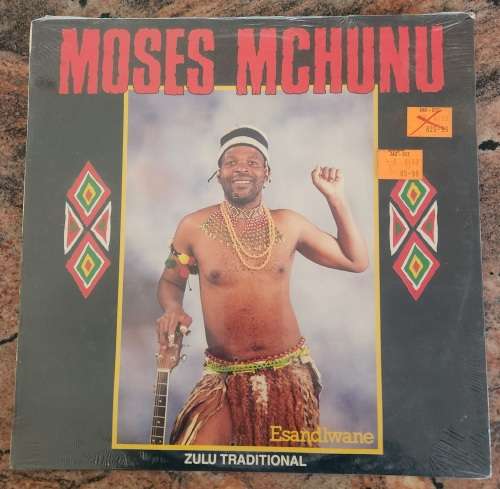 MOSES MCHUNU
Esandlwane
ZULU TRADITIONAL